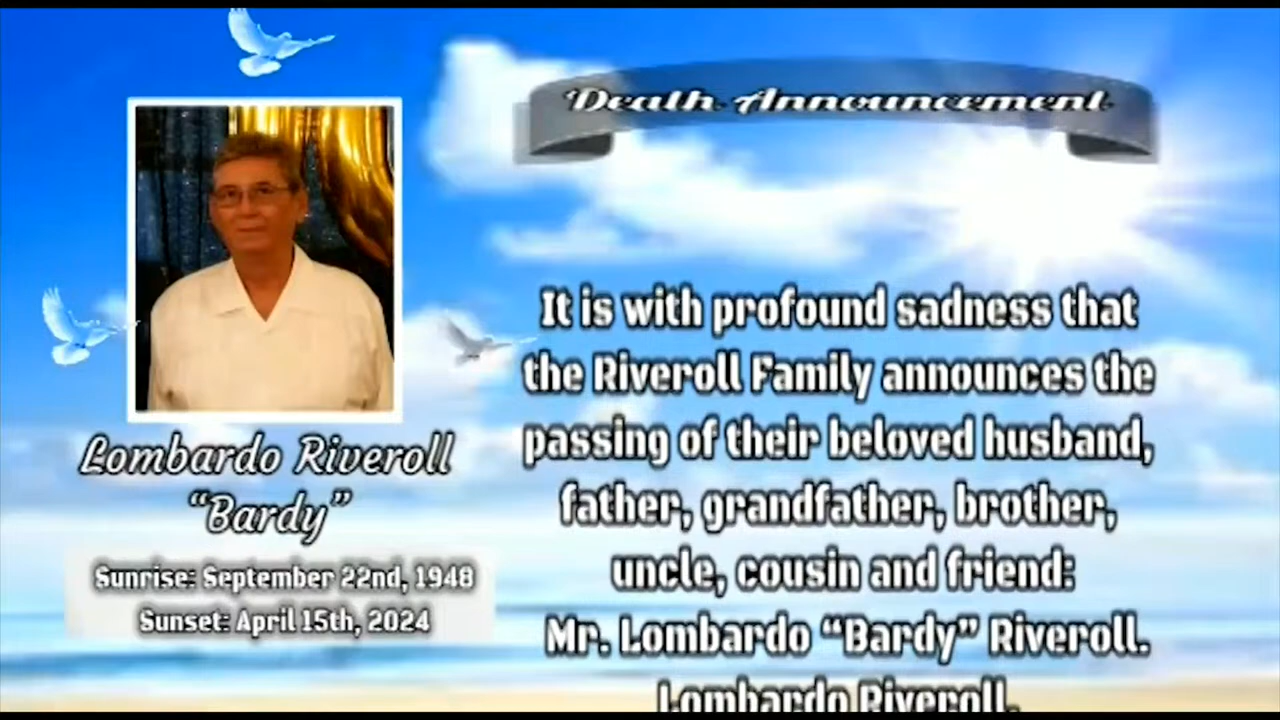 Death Announcement
Lombardo Riveroll
“Bardy”
Sunrise: September 22nd, 1948
Sunset: April 15th, 2024
It is with profound sadness that
the Riveroll Family announces the
passing of their beloved husband,
father, grandfather, brother,
uncle, cousin and friend:
Mr. Lombardo “Bardy” Riveroll.
Lombardo Riveroll,